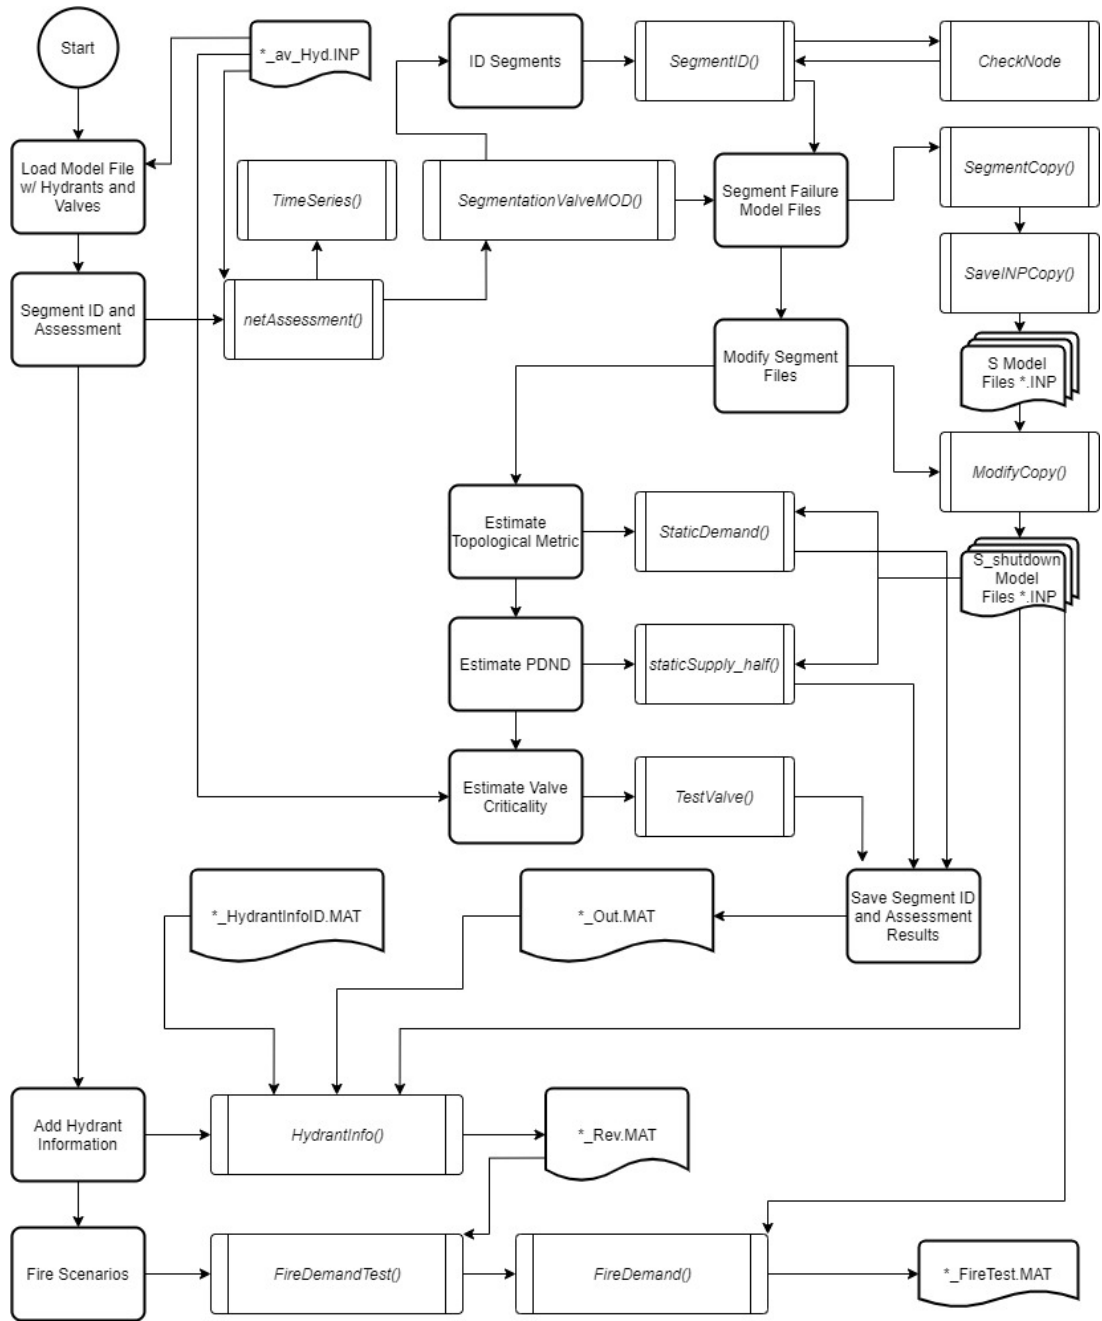 Start
*_av_Hyd.INP
ID Segments
SegmentID()
CheckNode
Load Model File
w/ Hydrants and
Valves
TimeSeries()
SegmentationValveMOD()
Segment Failure
Model Files
SegmentCopy()
SaveINPCopy()
Segment ID and
Assessment
netAssessment()
Modify Segment
Files
S Model
Files *.INP
ModifyCopy()
Estimate
Topological Metric
StaticDemand()
S_shutdown
Model
Files *.INP
Estimate PDND
staticSupply_half()
Estimate Valve
Criticality
TestValve()
*_HydrantInfoID.MAT
*_Out.MAT
Save Segment ID
and Assessment
Results
Add Hydrant
Information
HydrantInfo()
*_Rev.MAT
Fire Scenarios
FireDemandTest()
FireDemand()
*_FireTest.MAT